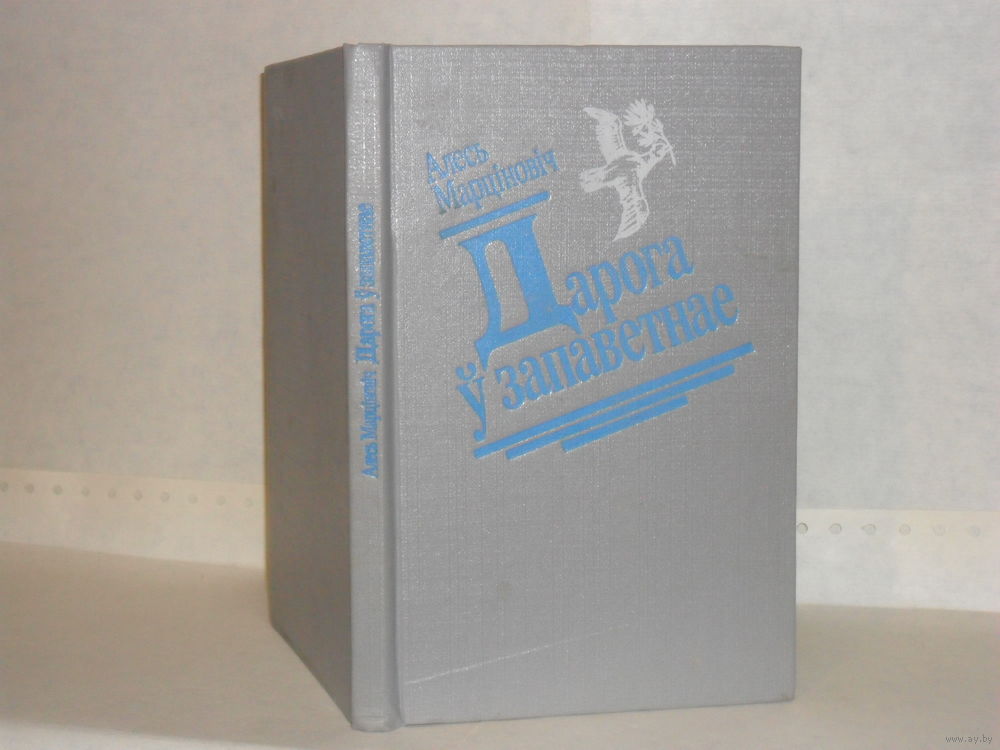 Алесь
Марціновіч
Дарога
ў запаветнае
Алесь Марціновіч Дарога ў запаветнае
www.ay.by